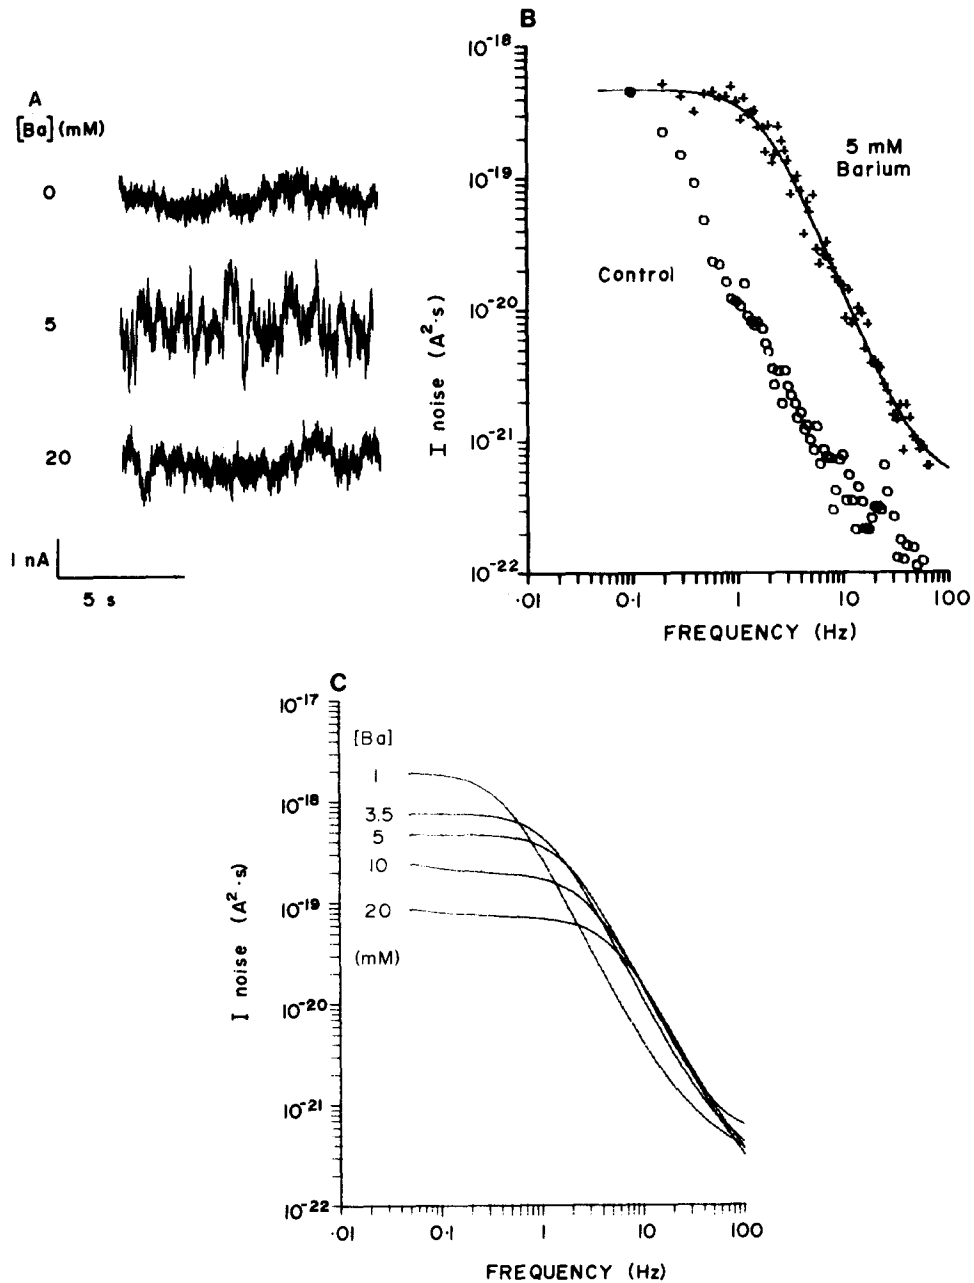 A
[Ba] (mM)
0
5
20
1 nA
5 s
B
10-18
10-19
10-20
10-21
10-22
I noise (A2·s)
5 mM
Barium
Control
·01
0·1
1
10
100
FREQUENCY (Hz)
C
10-17
10-18
10-19
10-20
10-21
10-22
I noise (A2·s)
[Ba]
1
3.5
5
10
20
(mM)
·01
0·1
1
10
100
FREQUENCY (Hz)